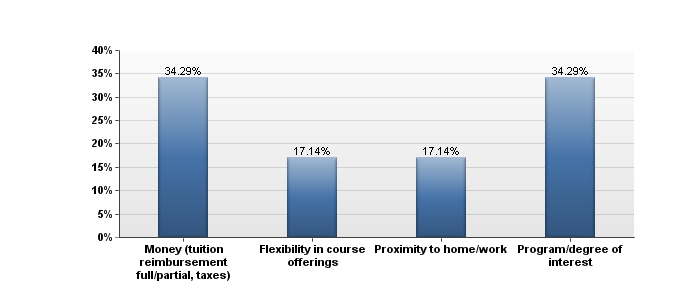 40%
35%
30%
25%
20%
15%
10%
5%
0%
34.29%
17.14%
17.14%
34.29%
Money (tuition
reimbursement
full/partial, taxes)
Flexibility in course
offerings
Proximity to home/work
Program/degree of
interest